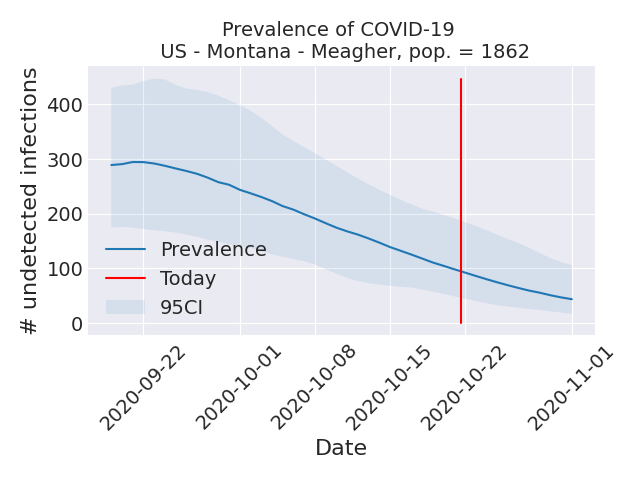 Prevalence of COVID-19
US - Montana - Meagher, pop. = 1862
# undetected infections
400
300
200
100
0
Prevalence
Today
95CI
2020-09-22
2020-10-01
2020-10-08
2020-10-15
2020-10-22
2020-11-01
Date